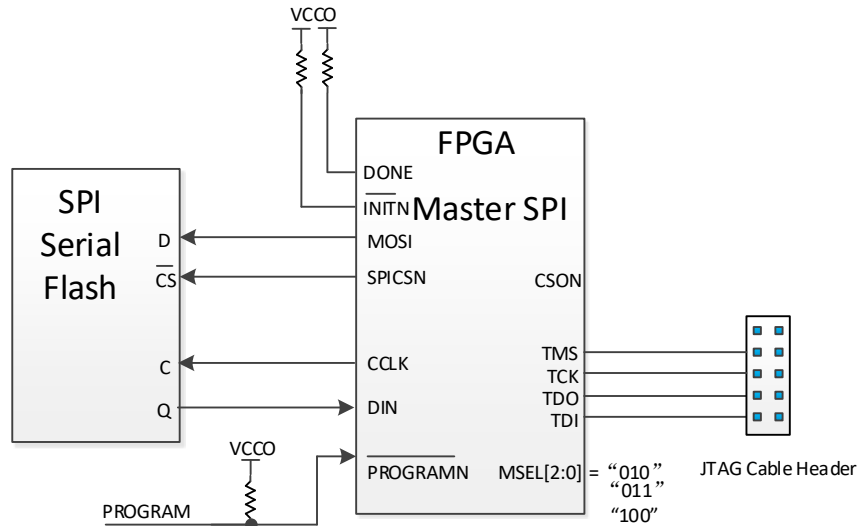 VCCO
FPGA
Master SPI
DONE
INITN
MOSI
SPICSN
CSON
CCLK
DIN
PROGRAMN
TMS
TCK
TDO
TDI
MSEL[2:0] = “010”
“011”
“100”
SPI
Serial
Flash
D
CS
C
Q
VCCO
PROGRAM
JTAG Cable Header